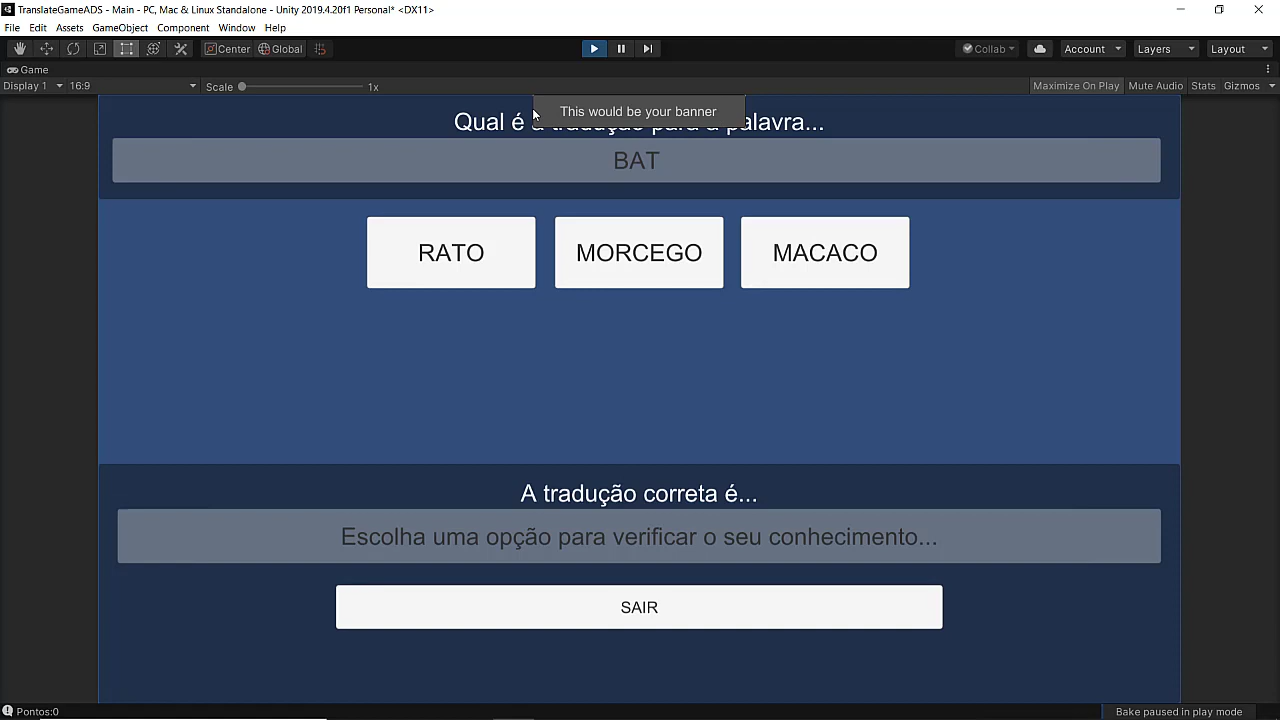 TranslateGameADS - Main - PC, Mac & Linux Standalone - Unity 2019.4.20f1 Personal* <DX11>
File Edit Assets GameObject Component Window Help
Center Global Collab Account Layers Layout
Game
Display 1 16:9 Scale 1x Maximize On Play Mute Audio Stats Gizmos
This would be your banner
Qual é a tradução para a palavra...
BAT
RATO MORCEGO MACACO
A tradução correta é...
Escolha uma opção para verificar o seu conhecimento...
SAIR
Pontos:0 Bake paused in play mode